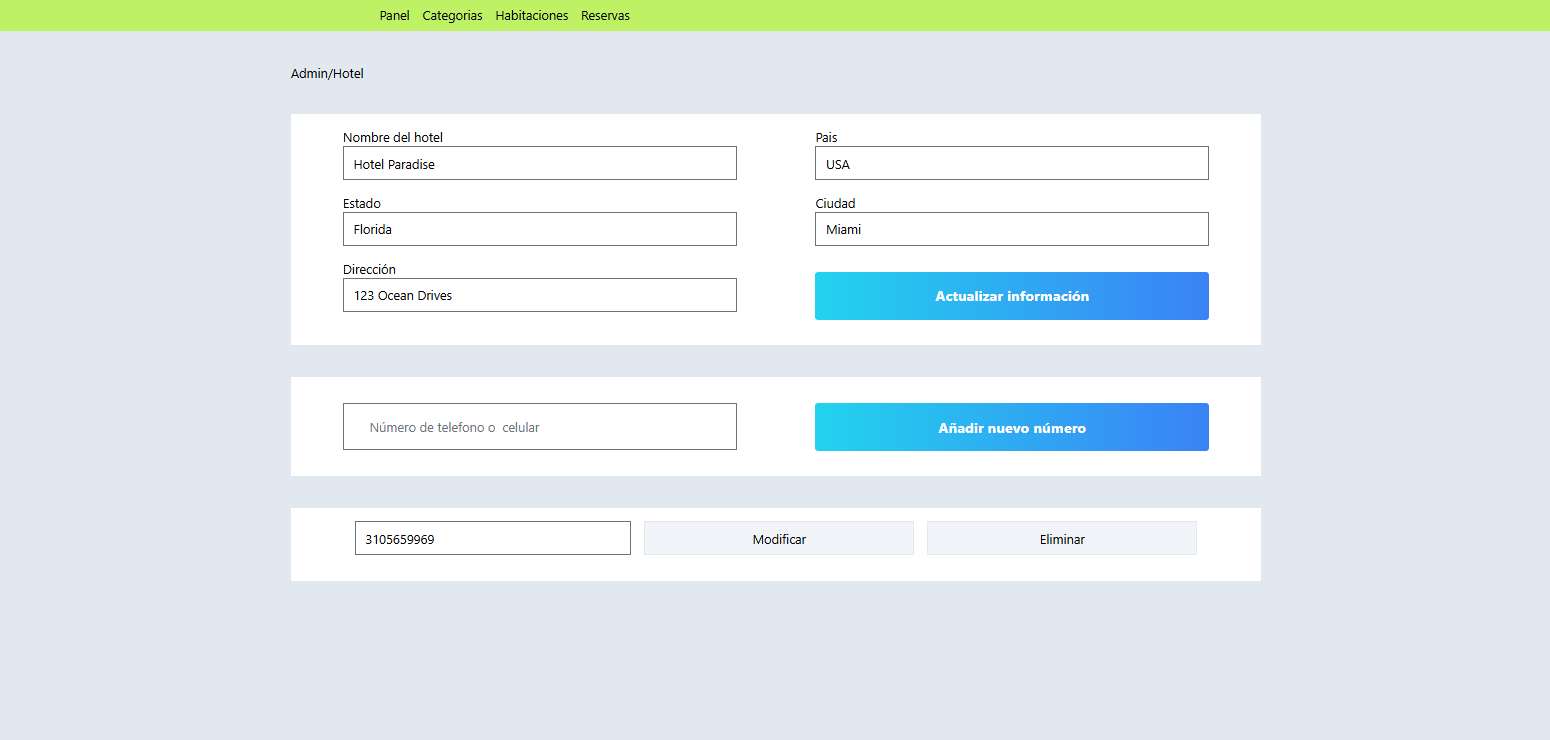 Panel Categorias Habitaciones Reservas
Admin/Hotel
Nombre del hotel
Hotel Paradise
Pais
USA
Estado
Florida
Ciudad
Miami
Dirección
123 Ocean Drives
Actualizar información
Número de telefono o  celular
Añadir nuevo número
3105659969
Modificar
Eliminar